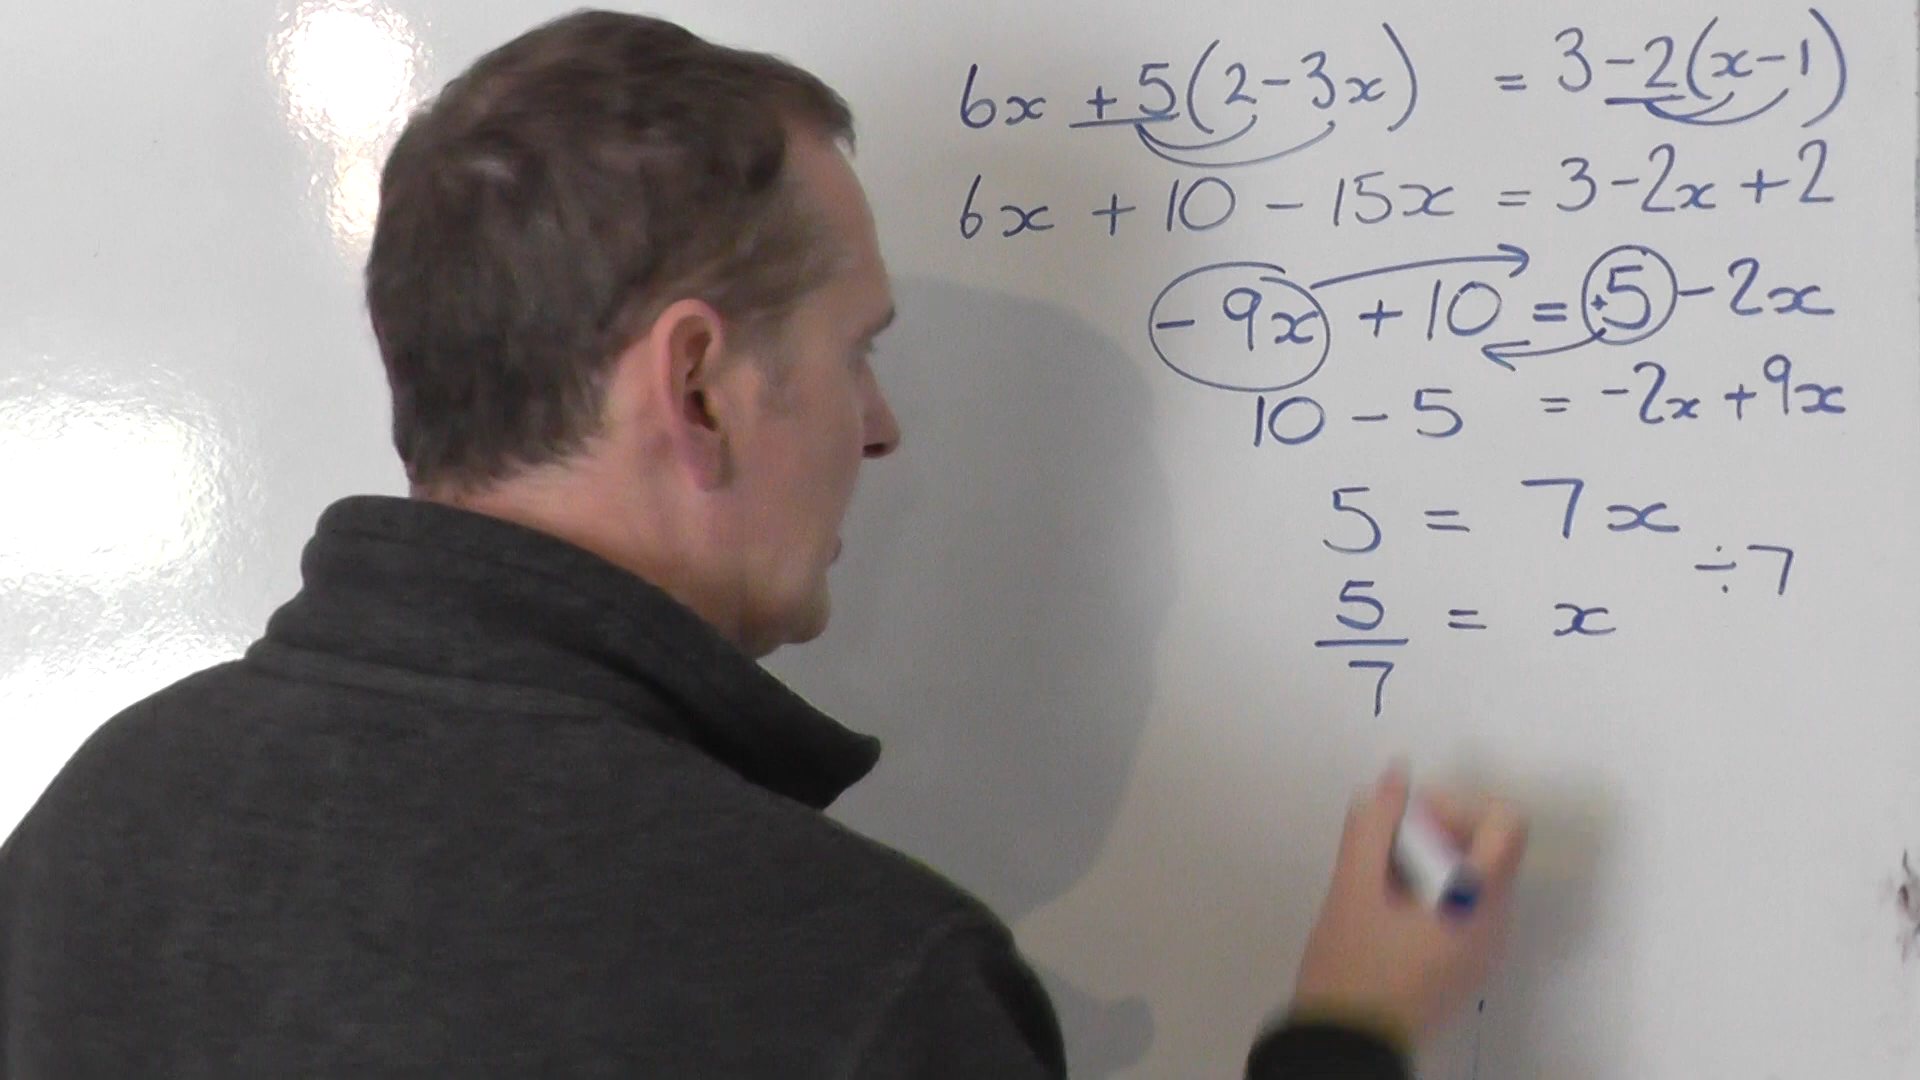 6x + 5(2 - 3x) = 3 - 2(x - 1)
6x + 10 - 15x = 3 - 2x + 2
- 9x + 10 = +5 - 2x
10 - 5 = -2x + 9x
5 = 7x
÷7
5/7 = x